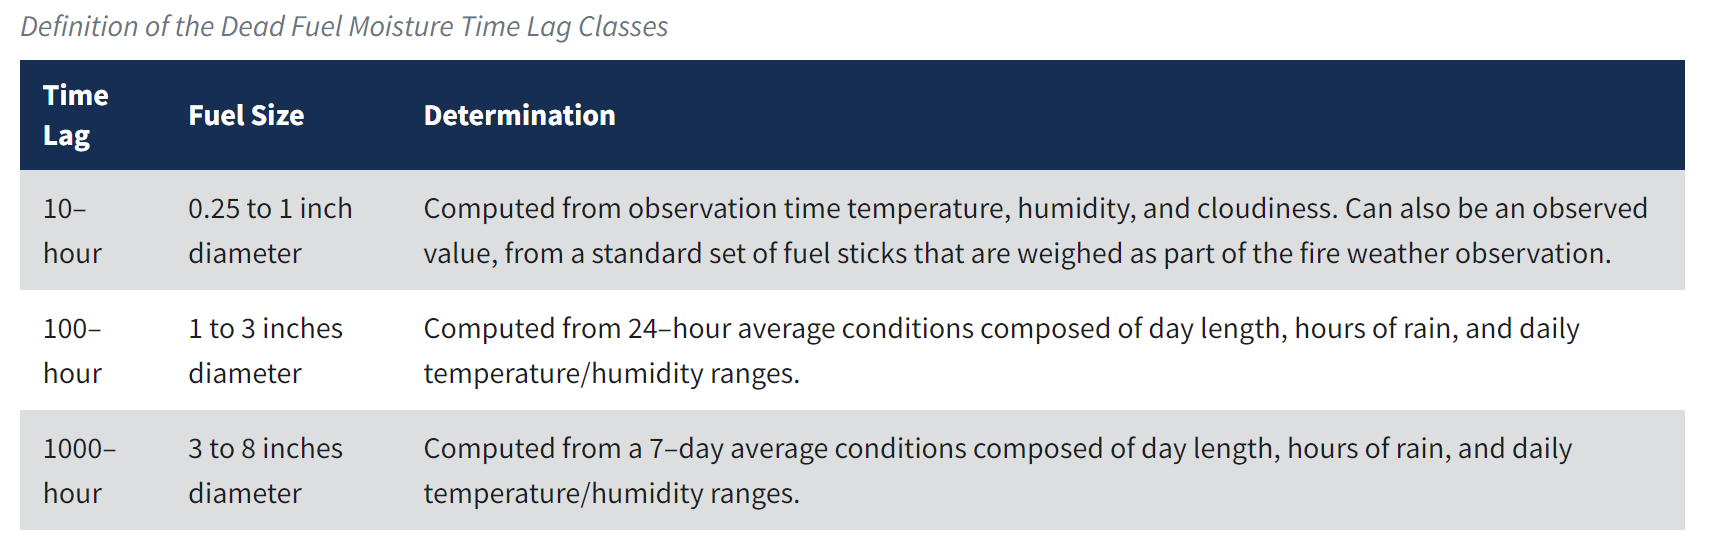 Definition of the Dead Fuel Moisture Time Lag Classes
Time
Lag
Fuel Size
Determination
10–
hour
0.25 to 1 inch
diameter
Computed from observation time temperature, humidity, and cloudiness. Can also be an observed
value, from a standard set of fuel sticks that are weighed as part of the fire weather observation.
100–
hour
1 to 3 inches
diameter
Computed from 24–hour average conditions composed of day length, hours of rain, and daily
temperature/humidity ranges.
1000–
hour
3 to 8 inches
diameter
Computed from a 7–day average conditions composed of day length, hours of rain, and daily
temperature/humidity ranges.